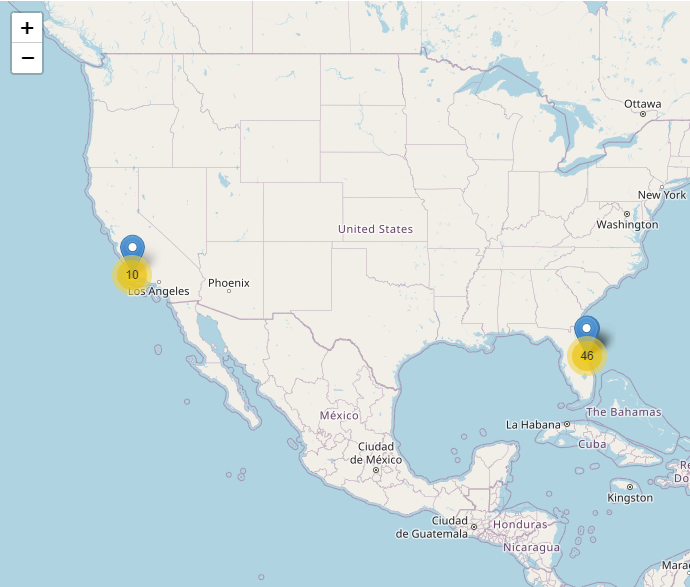 +
−
Ottawa
New York
Washington
United States
10
Los Angeles
Phoenix
46
The Bahamas
La Habana
Cuba
México
Ciudad
de México
Kingston
Ciudad
de Guatemala
Honduras
Nicaragua